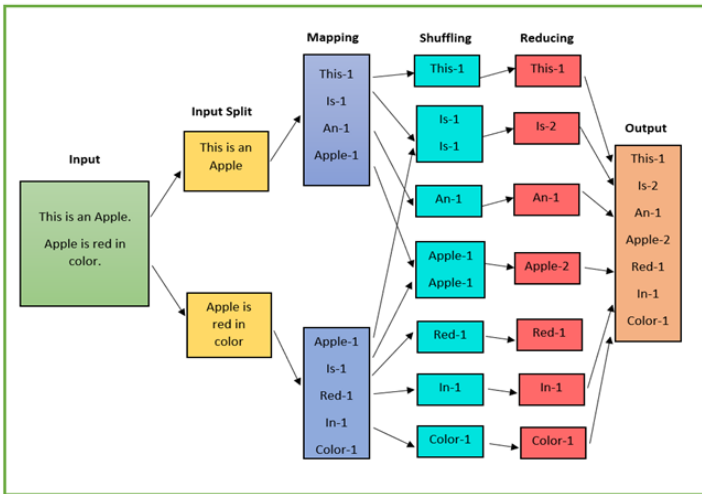 Input
This is an Apple.
Apple is red in
color.
Input Split
This is an
Apple
Apple is
red in
color
Mapping
This-1
Is-1
An-1
Apple-1
Apple-1
Is-1
Red-1
In-1
Color-1
Shuffling
This-1
Is-1
Is-1
An-1
Apple-1
Apple-1
Red-1
In-1
Color-1
Reducing
This-1
Is-2
An-1
Apple-2
Red-1
In-1
Color-1
Output
This-1
Is-2
An-1
Apple-2
Red-1
In-1
Color-1